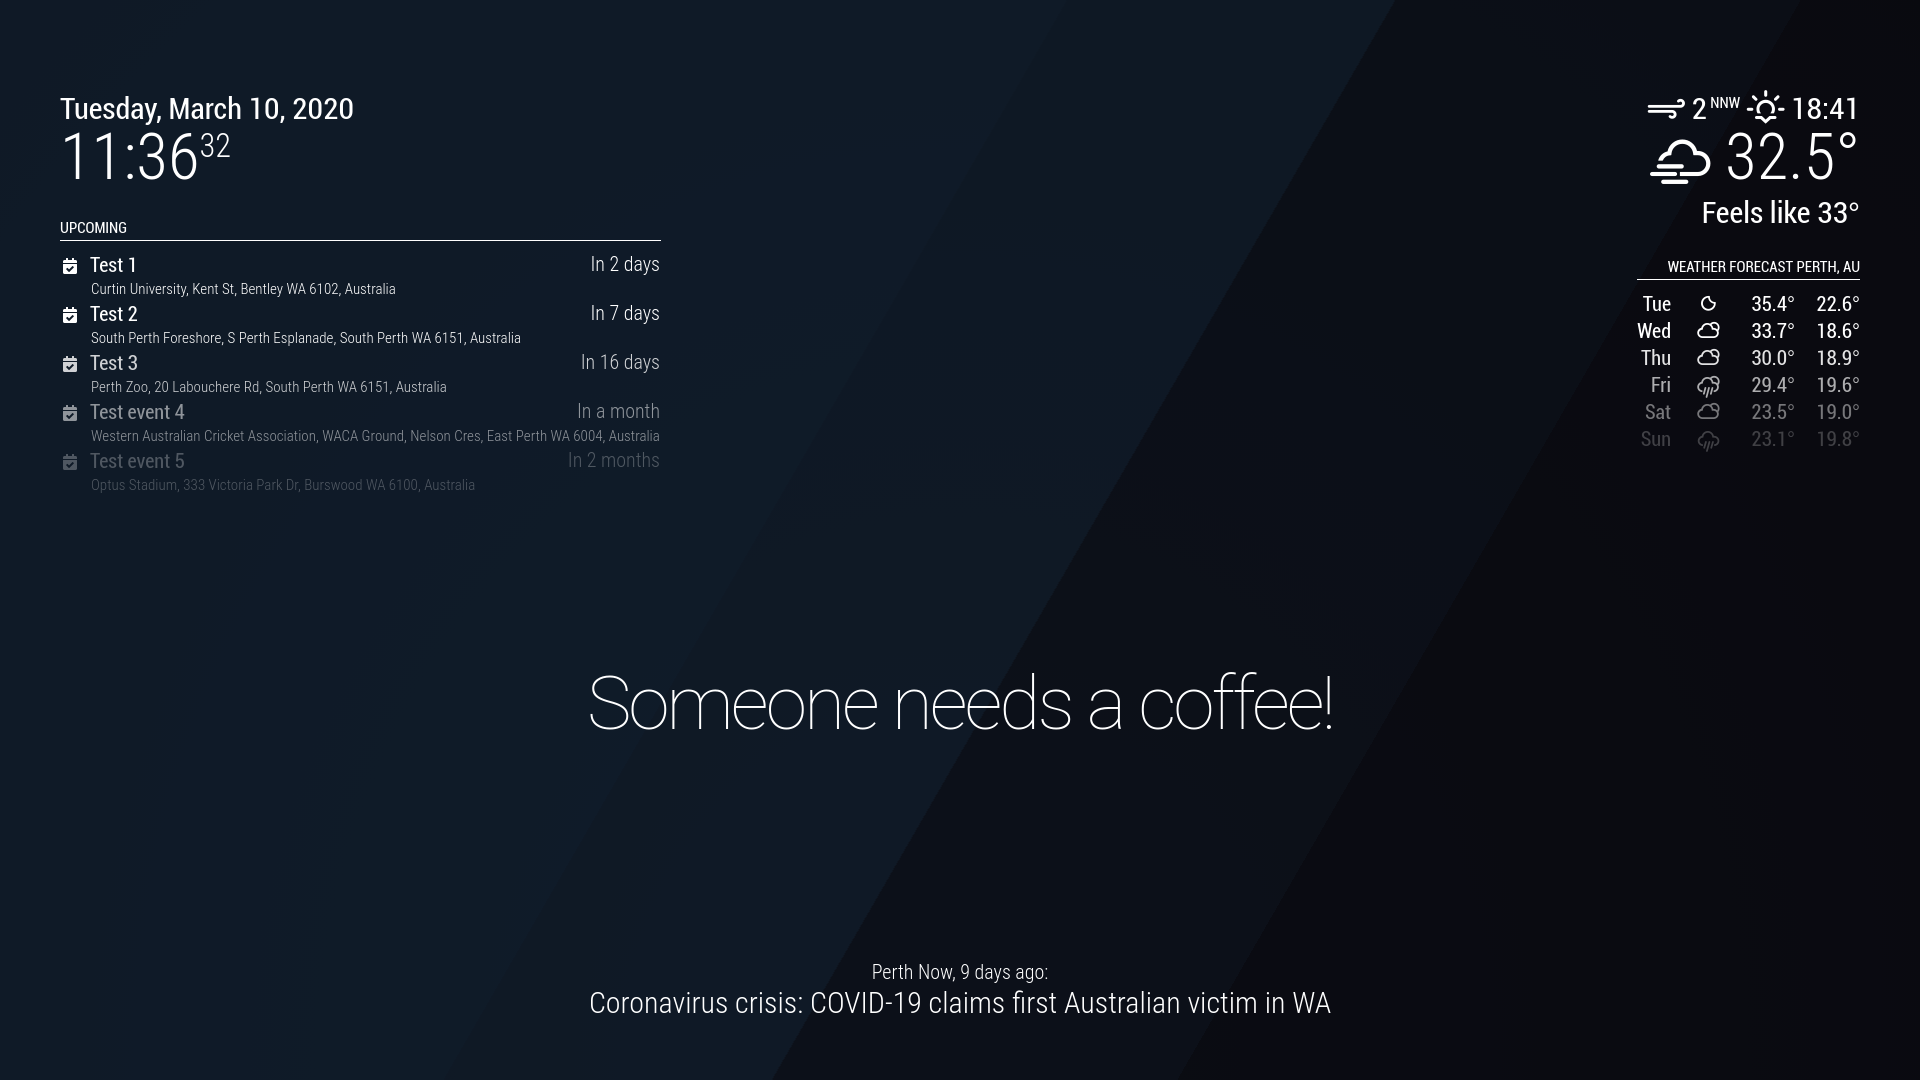 Tuesday, March 10, 2020
11:36 32
UPCOMING
Test 1 In 2 days
Curtin University, Kent St, Bentley WA 6102, Australia
Test 2 In 7 days
South Perth Foreshore, S Perth Esplanade, South Perth WA 6151, Australia
Test 3 In 16 days
Perth Zoo, 20 Labouchere Rd, South Perth WA 6151, Australia
Test event 4 In a month
Western Australian Cricket Association, WACA Ground, Nelson Cres, East Perth WA 6004, Australia
Test event 5 In 2 months
Optus Stadium, 333 Victoria Park Dr, Burswood WA 6100, Australia
2 NNW 18:41
32.5°
Feels like 33°
WEATHER FORECAST PERTH, AU
Tue 35.4° 22.6°
Wed 33.7° 18.6°
Thu 30.0° 18.9°
Fri 29.4° 19.6°
Sat 23.5° 19.0°
Sun 23.1° 19.8°
Someone needs a coffee!
Perth Now, 9 days ago:
Coronavirus crisis: COVID-19 claims first Australian victim in WA